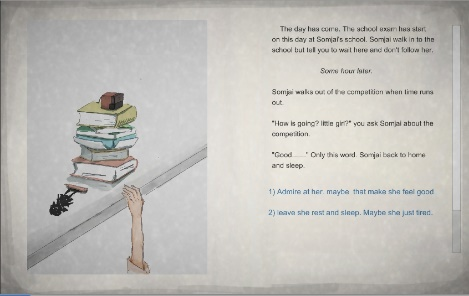 The day has come. The school exam has start
on this day at Somjai's school. Somjai walk in to the
school but tell you to wait here and don't follow her.
Some hour later.
Somjai walks out of the competition when time runs
out.
"How is going? little girl?" you ask Somjai about the
competition.
"Good......" Only this word. Somjai back to home
and sleep.
1) Admire at her. maybe that make she feel good.
2) leave she rest and sleep. Maybe she just tired.